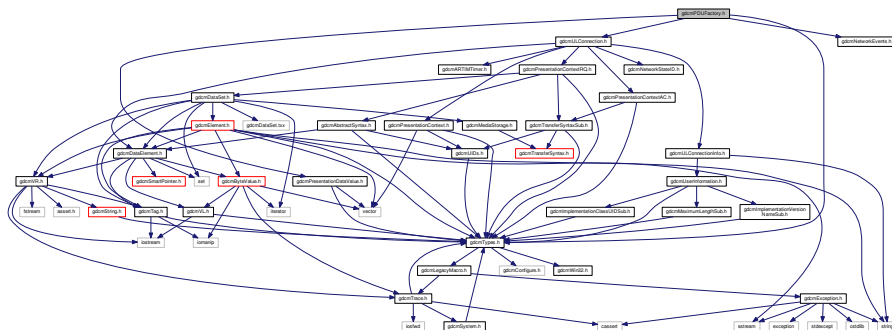 gdcmPDUFactory.h
gdcmULConnection.h
gdcmNetworkEvents.h
gdcmARTIMTimer.h
gdcmPresentationContextRQ.h
gdcmNetworkStateID.h
gdcmDataSet.h
gdcmPresentationContextAC.h
gdcmElement.h
gdcmDataSet.txx
gdcmAbstractSyntax.h
gdcmPresentationContext.h
gdcmMediaStorage.h
gdcmTransferSyntaxSub.h
gdcmDataElement.h
gdcmUIDs.h
gdcmTransferSyntax.h
gdcmULConnectionInfo.h
gdcmVR.h
gdcmSmartPointer.h
set
gdcmByteValue.h
gdcmPresentationDataValue.h
gdcmUserInformation.h
fstream
assert.h
gdcmString.h
gdcmTag.h
gdcmVL.h
iterator
vector
gdcmImplementationClassUIDSub.h
gdcmMaximumLengthSub.h
gdcmImplementationVersion
NameSub.h
iostream
iomanip
gdcmTypes.h
gdcmLegacyMacro.h
gdcmConfigure.h
gdcmWin32.h
gdcmTrace.h
gdcmException.h
iosfwd
gdcmSystem.h
cassert
sstream
exception
stdexcept
cstdlib
string